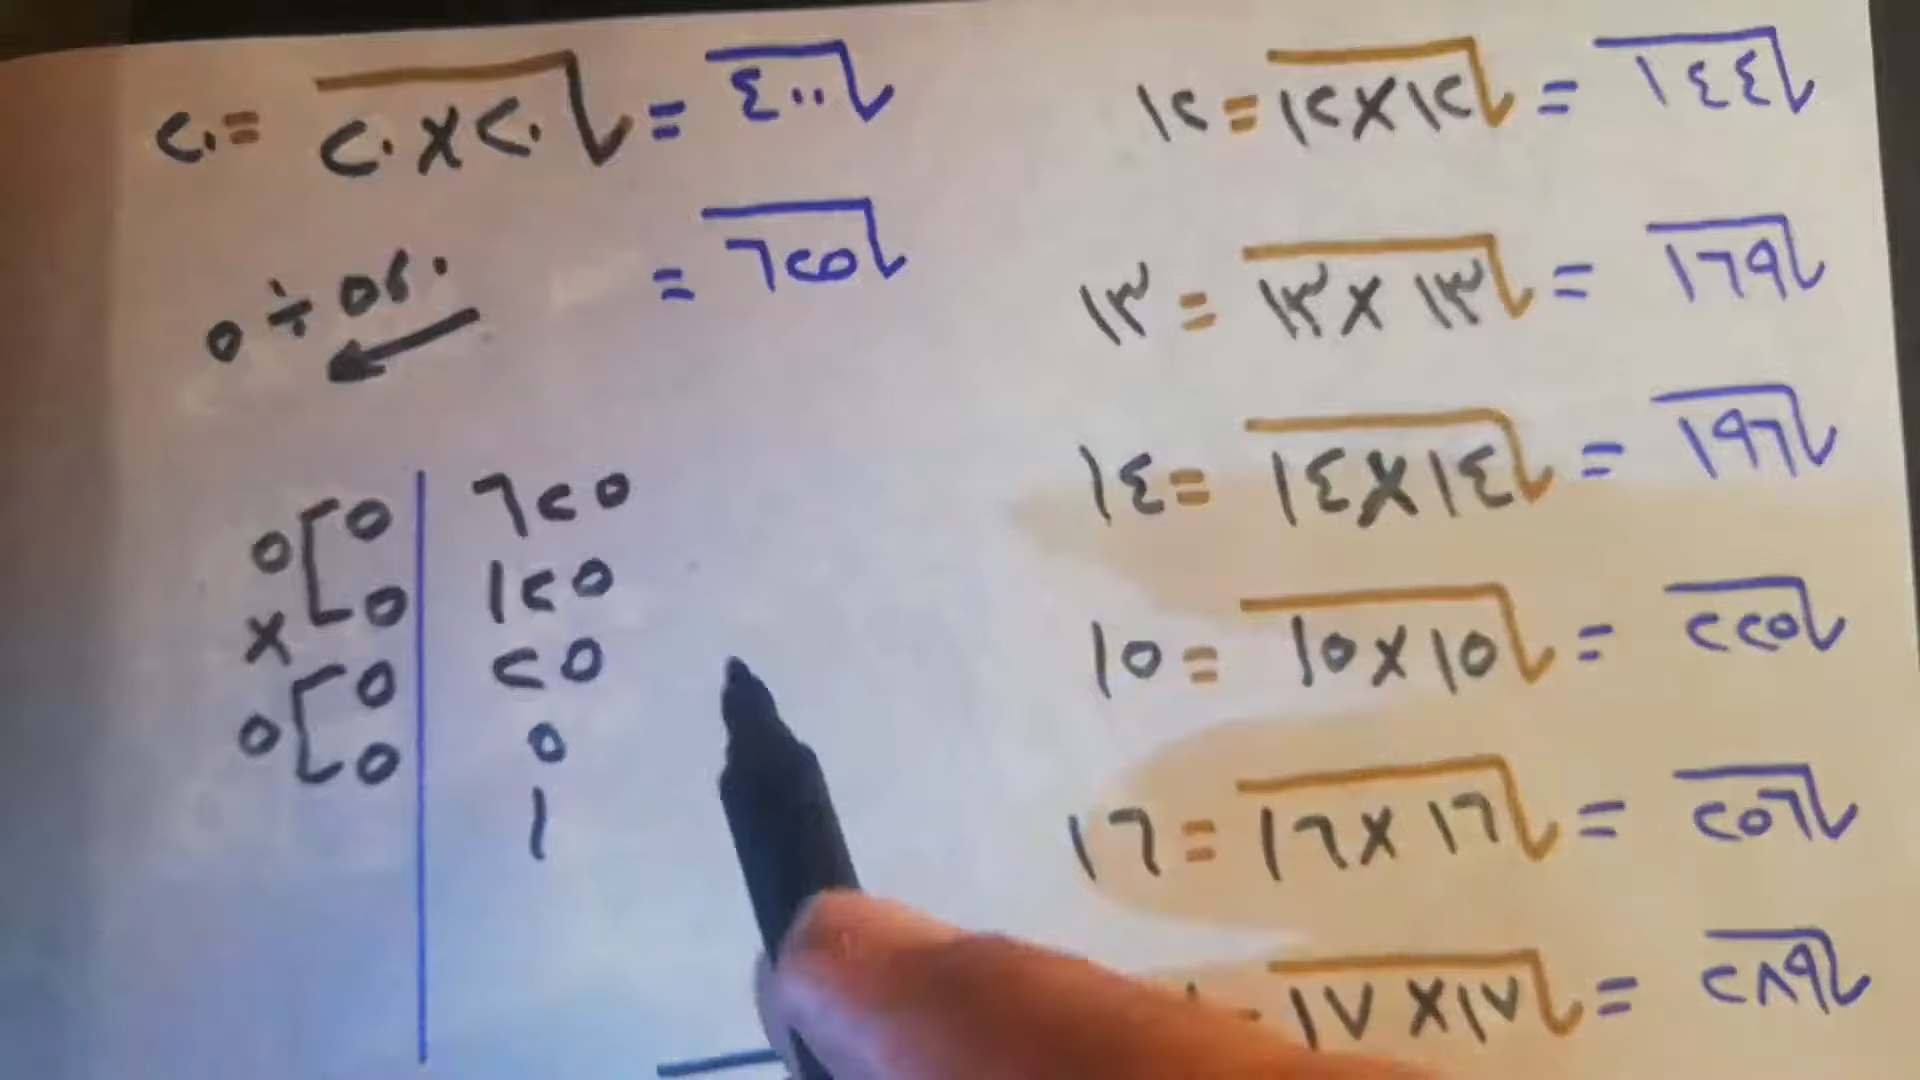 √١٤٤ = √١٢×١٢ = ١٢
√١٦٩ = √١٣×١٣ = ١٣
√١٩٦ = √١٤×١٤ = ١٤
√٢٢٥ = √١٥×١٥ = ١٥
√٢٥٦ = √١٦×١٦ = ١٦
√٢٨٩ = √١٧×١٧
√٤٠٠ = √٢٠×٢٠ = ٢٠
√٦٢٥ =
÷ ٥
٦٢٥ | ٥ ٥
١٢٥ | ٥ ×
٢٥ | ٥ ٥
٥ | ٥
١